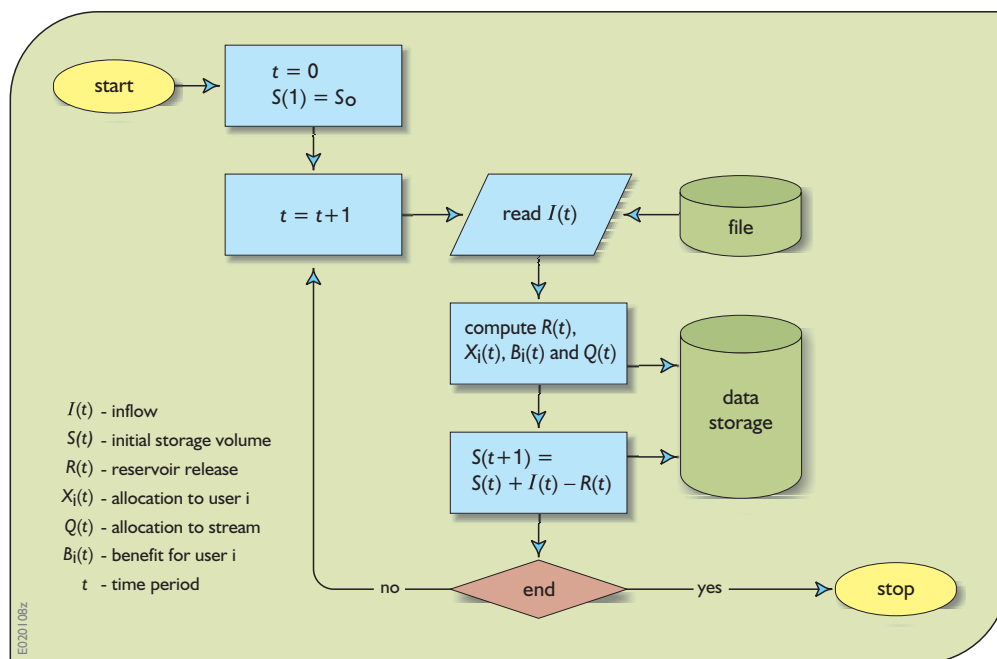 start
t = 0
S(1) = So
t = t+1
read I(t)
file
compute R(t),
Xi(t), Bi(t) and Q(t)
data
storage
S(t+1) =
S(t) + I(t) – R(t)
I(t) - inflow
S(t) - initial storage volume
R(t) - reservoir release
Xi(t) - allocation to user i
Q(t) - allocation to stream
Bi(t) - benefit for user i
t - time period
no
end
yes
stop
E020108z